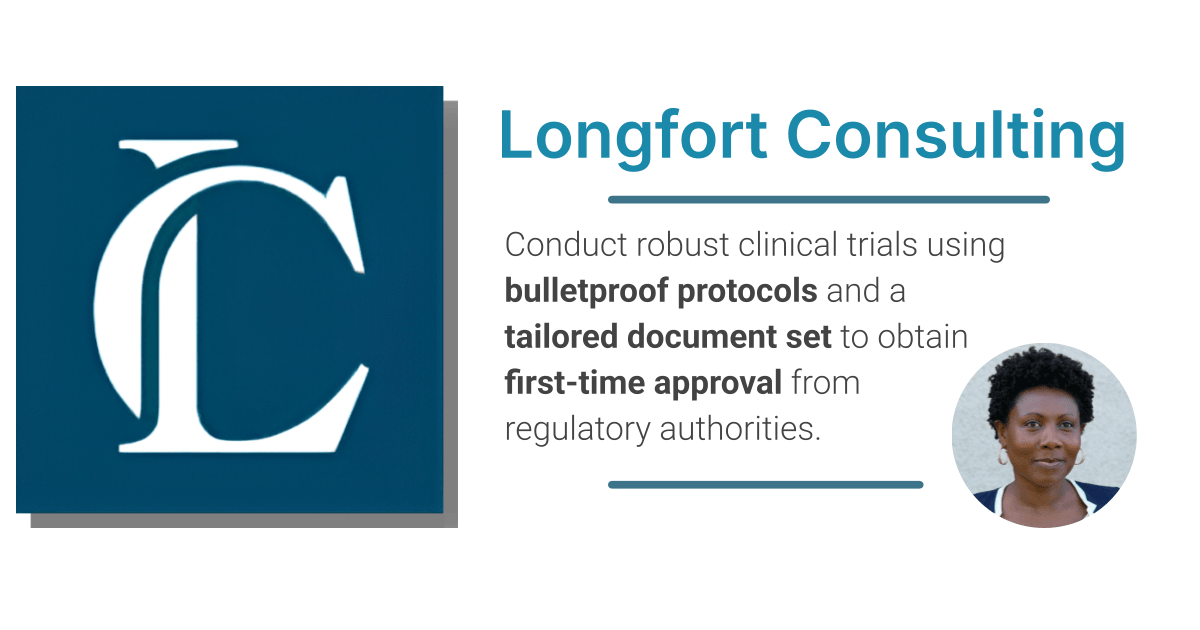 LC
Longfort Consulting
Conduct robust clinical trials using
bulletproof protocols and a
tailored document set to obtain
first-time approval from
regulatory authorities.